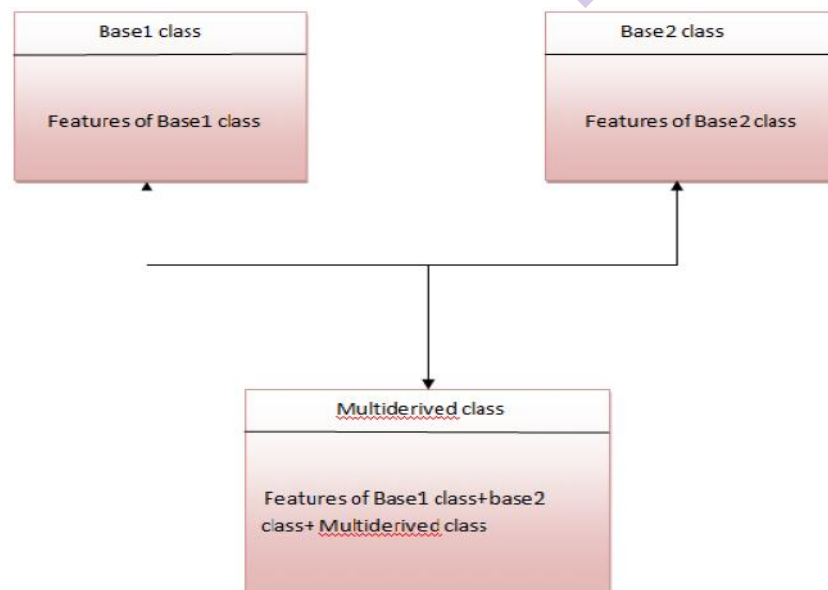 Base1 class
Base2 class
Features of Base1 class
Features of Base2 class
Multiderived class
Features of Base1 class+base2
class+ Multiderived class